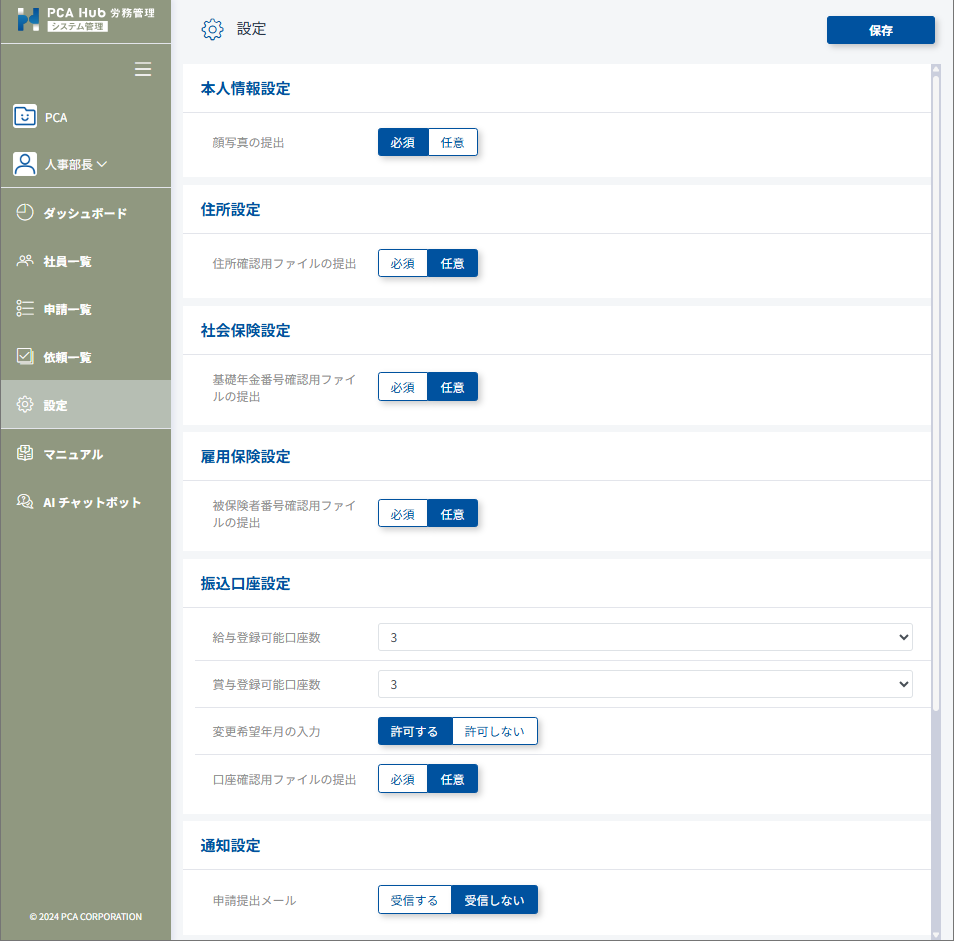 PCA Hub 労務管理
システム管理
PCA
人事部長
ダッシュボード
社員一覧
申請一覧
依頼一覧
設定
マニュアル
AI チャットボット
© 2024 PCA CORPORATION
設定
保存
本人情報設定
顔写真の提出
必須 任意
住所設定
住所確認用ファイルの提出
必須 任意
社会保険設定
基礎年金番号確認用ファイ
ルの提出
必須 任意
雇用保険設定
被保険者番号確認用ファイ
ルの提出
必須 任意
振込口座設定
給与登録可能口座数
3
賞与登録可能口座数
3
変更希望年月の入力
許可する 許可しない
口座確認用ファイルの提出
必須 任意
通知設定
申請提出メール
受信する 受信しない